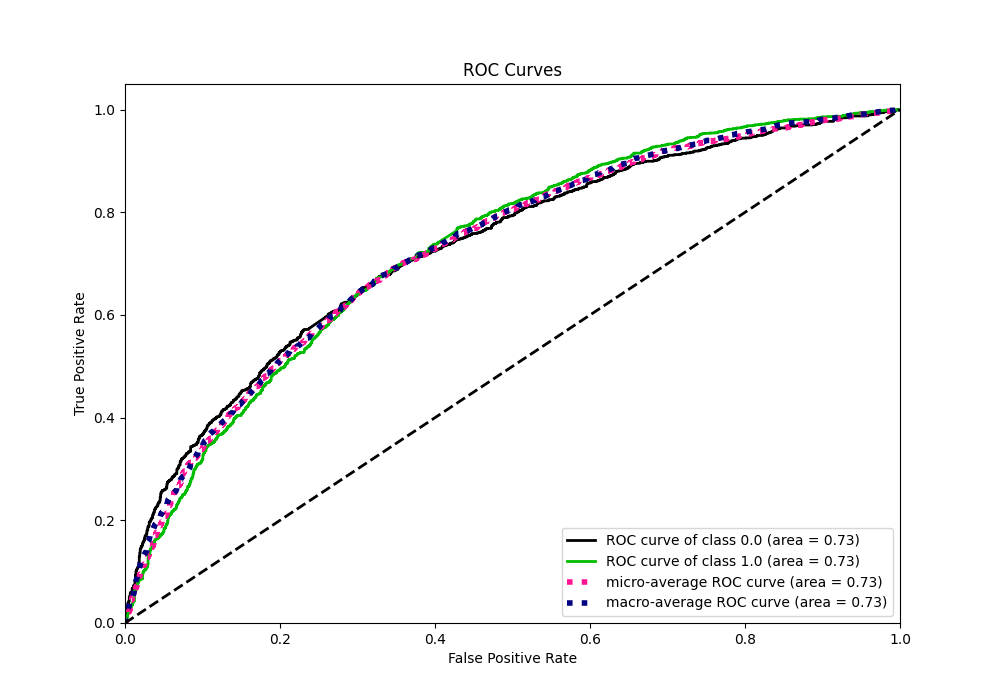 ROC Curves
True Positive Rate
1.0
0.8
0.6
0.4
0.2
0.0
0.0 0.2 0.4 0.6 0.8 1.0
False Positive Rate
ROC curve of class 0.0 (area = 0.73)
ROC curve of class 1.0 (area = 0.73)
micro-average ROC curve (area = 0.73)
macro-average ROC curve (area = 0.73)